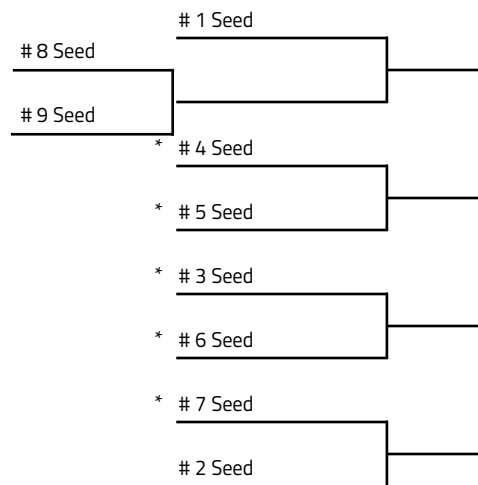 # 1 Seed
# 8 Seed
# 9 Seed
* # 4 Seed
* # 5 Seed
* # 3 Seed
* # 6 Seed
* # 7 Seed
# 2 Seed